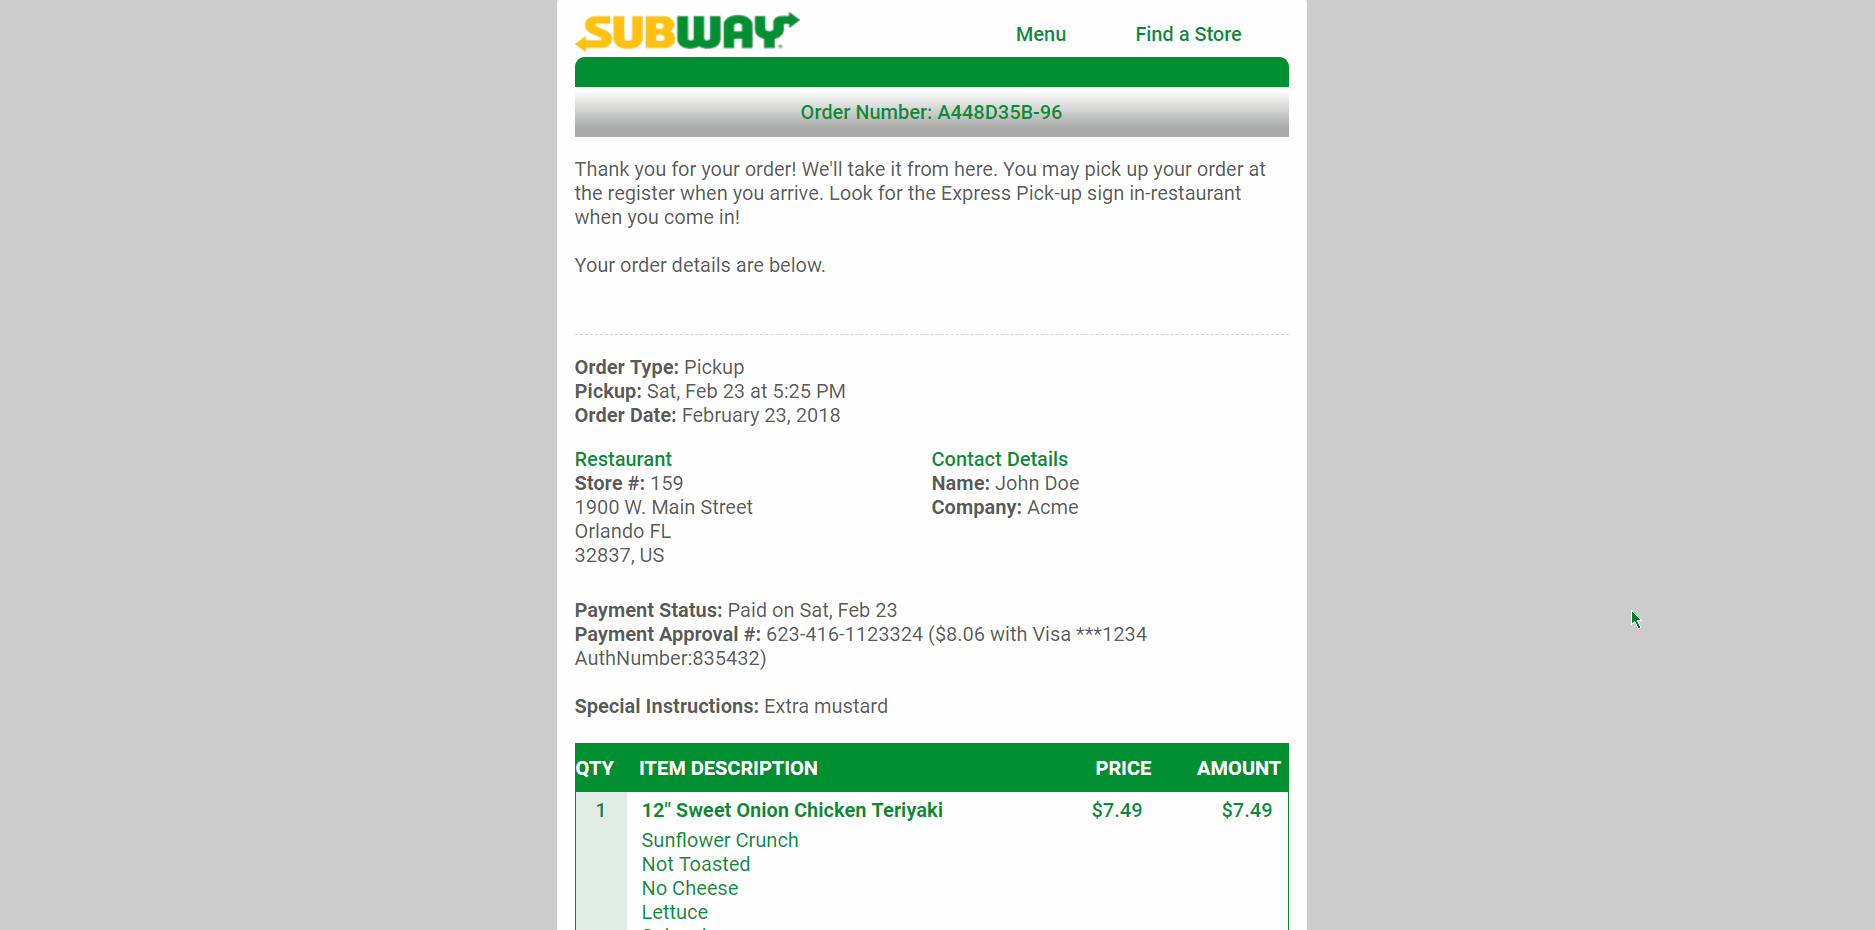 SUBWAY
Menu
Find a Store
Order Number: A448D35B-96
Thank you for your order! We'll take it from here. You may pick up your order at
the register when you arrive. Look for the Express Pick-up sign in-restaurant
when you come in!
Your order details are below.
Order Type: Pickup
Pickup: Sat, Feb 23 at 5:25 PM
Order Date: February 23, 2018
Restaurant
Store #: 159
1900 W. Main Street
Orlando FL
32837, US
Contact Details
Name: John Doe
Company: Acme
Payment Status: Paid on Sat, Feb 23
Payment Approval #: 623-416-1123324 ($8.06 with Visa ***1234
AuthNumber:835432)
Special Instructions: Extra mustard
QTY ITEM DESCRIPTION PRICE AMOUNT
1 12" Sweet Onion Chicken Teriyaki $7.49 $7.49
Sunflower Crunch
Not Toasted
No Cheese
Lettuce